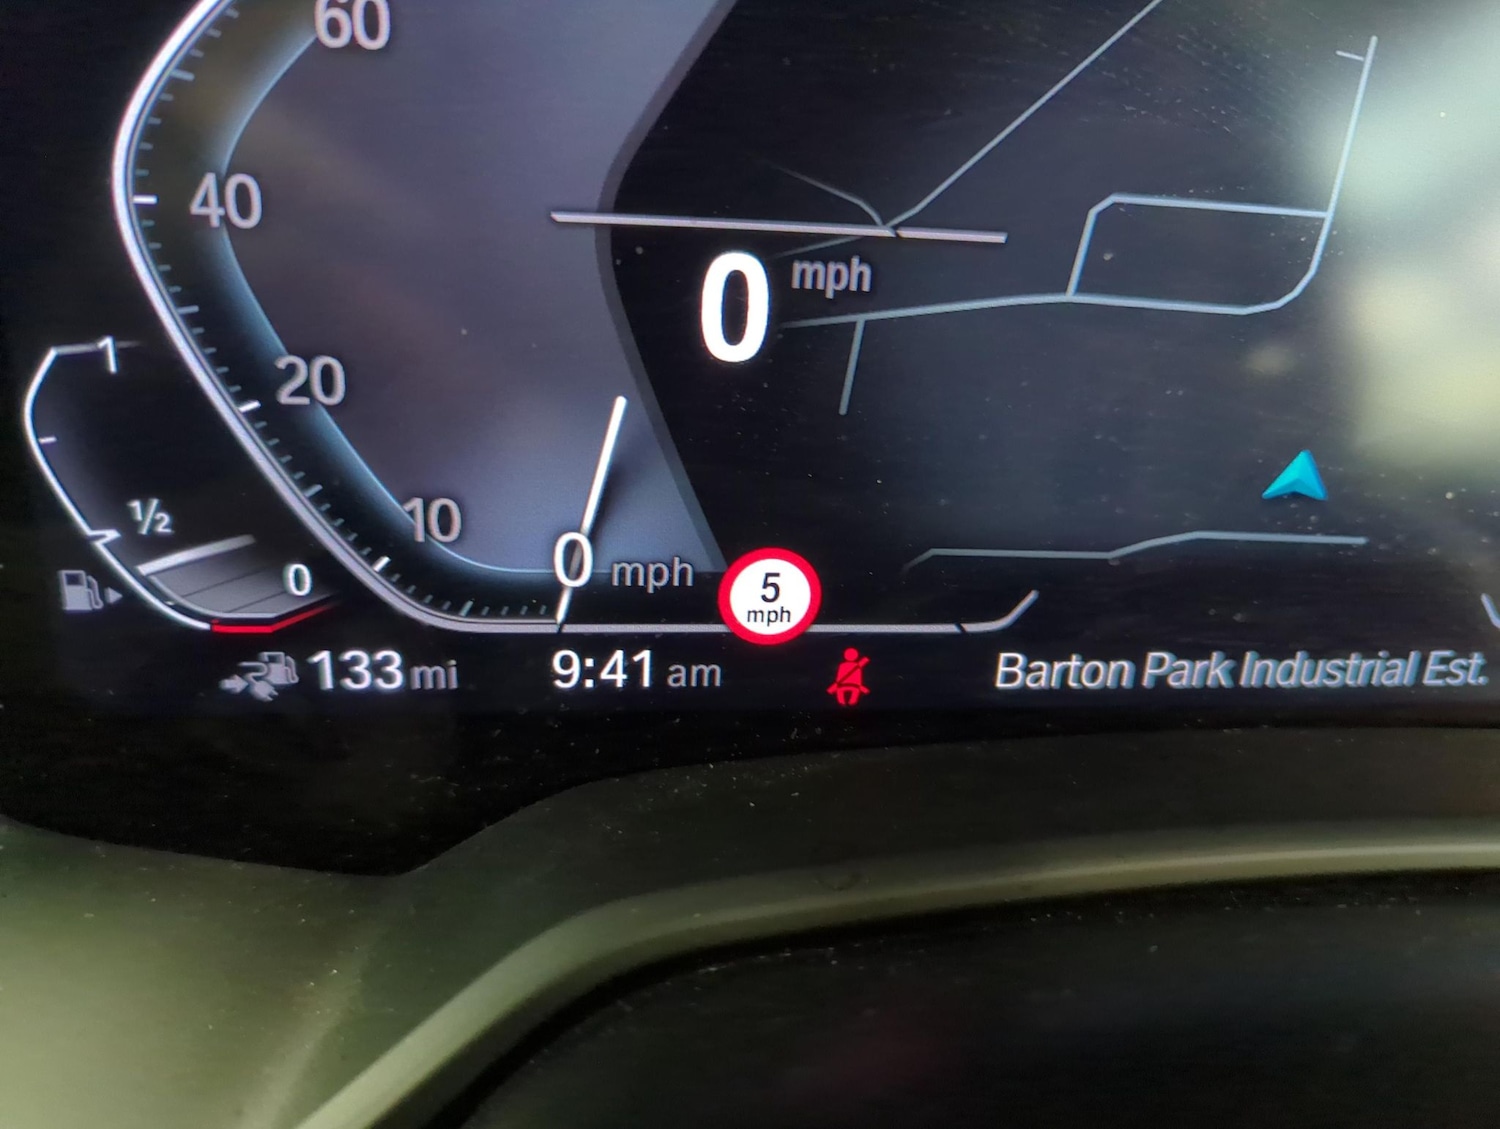 60
40
0 mph
20
1
1/2
10
0
0 mph
5
mph
133 mi
9:41 am
Barton Park Industrial Est.